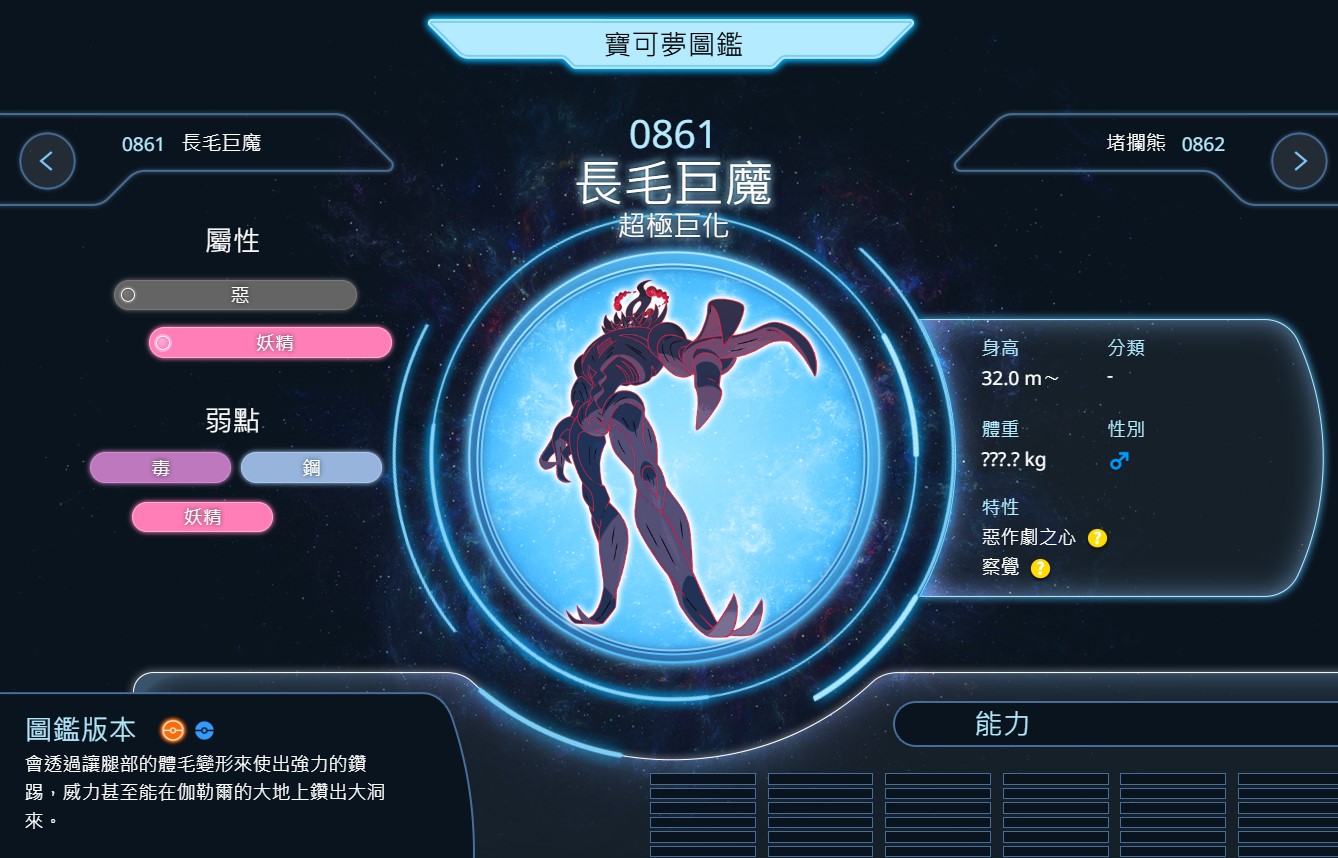 寶可夢圖鑑
0861 長毛巨魔
堵攔熊 0862
0861
長毛巨魔
超極巨化
屬性
惡
妖精
弱點
毒
鋼
妖精
身高
32.0 m～
分類
-
體重
???.? kg
性別
♂
特性
惡作劇之心 ?
察覺 ?
圖鑑版本
會透過讓腿部的體毛變形來使出強力的鑽
踢，威力甚至能在伽勒爾的大地上鑽出大洞
來。
能力